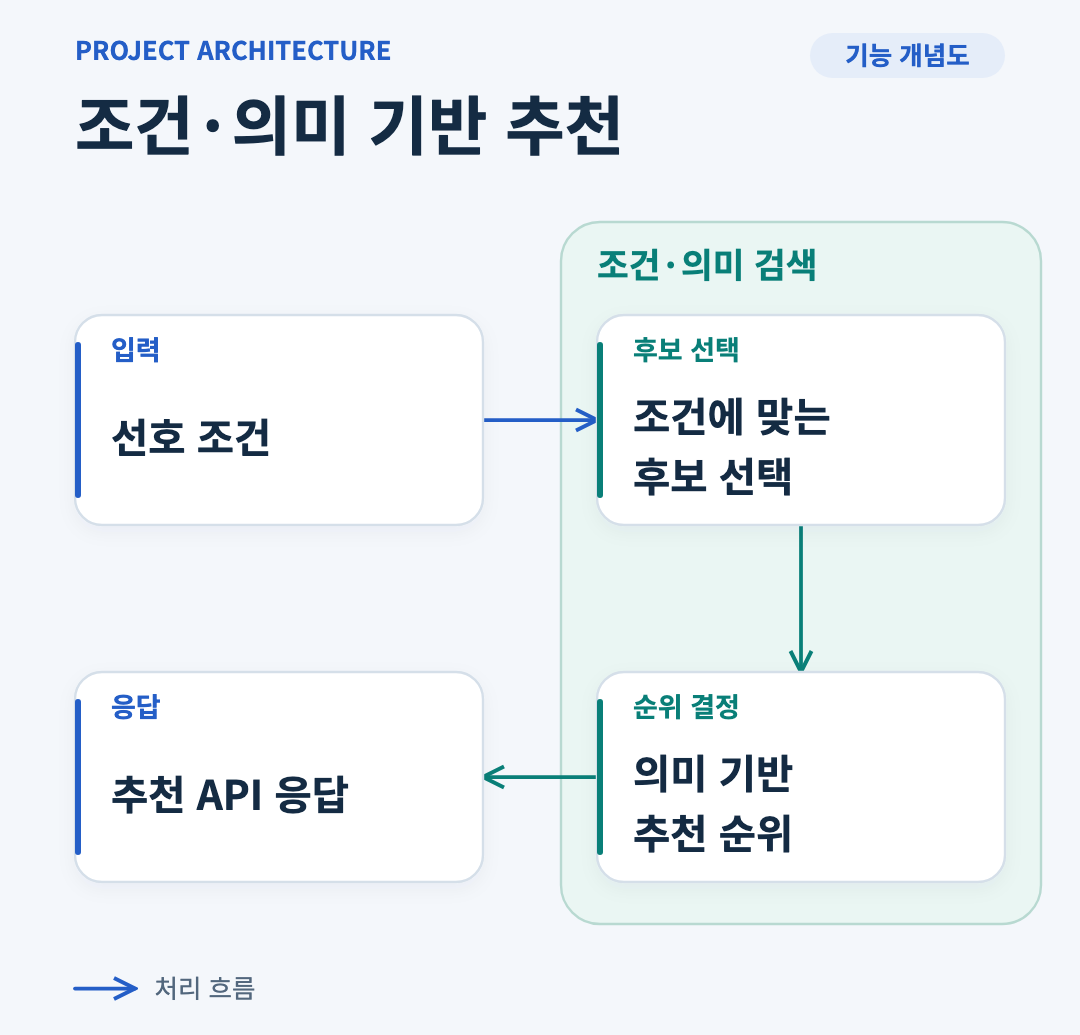 PROJECT ARCHITECTURE
기능 개념도
조건·의미 기반 추천
조건·의미 검색
입력
선호 조건
후보 선택
조건에 맞는
후보 선택
응답
추천 API 응답
순위 결정
의미 기반
추천 순위
처리 흐름